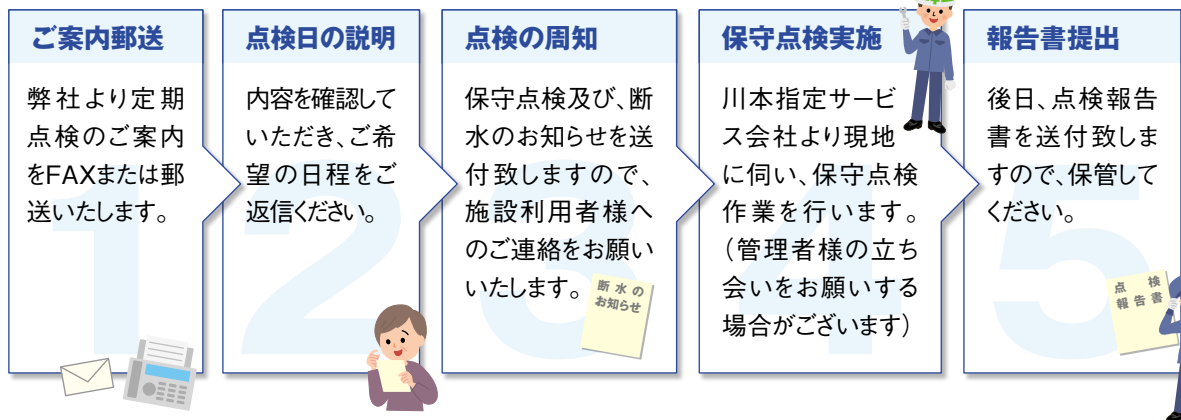 ご案内郵送
弊社より定期
点検のご案内
をFAXまたは郵
送いたします。
1
点検日の説明
内容を確認して
いただき、ご希
望の日程をご
返信ください。
2
点検の周知
保守点検及び、断
水のお知らせを送
付致しますので、
施設利用者様へ
のご連絡をお願い
いたします。
断水の
お知らせ
3
保守点検実施
川本指定サービ
ス会社より現地
に伺い、保守点検
作業を行います。
(管理者様の立ち
会いをお願いする
場合がございます)
4
報告書提出
後日、点検報告
書を送付致しま
すので、保管して
ください。
点検
報告書
5